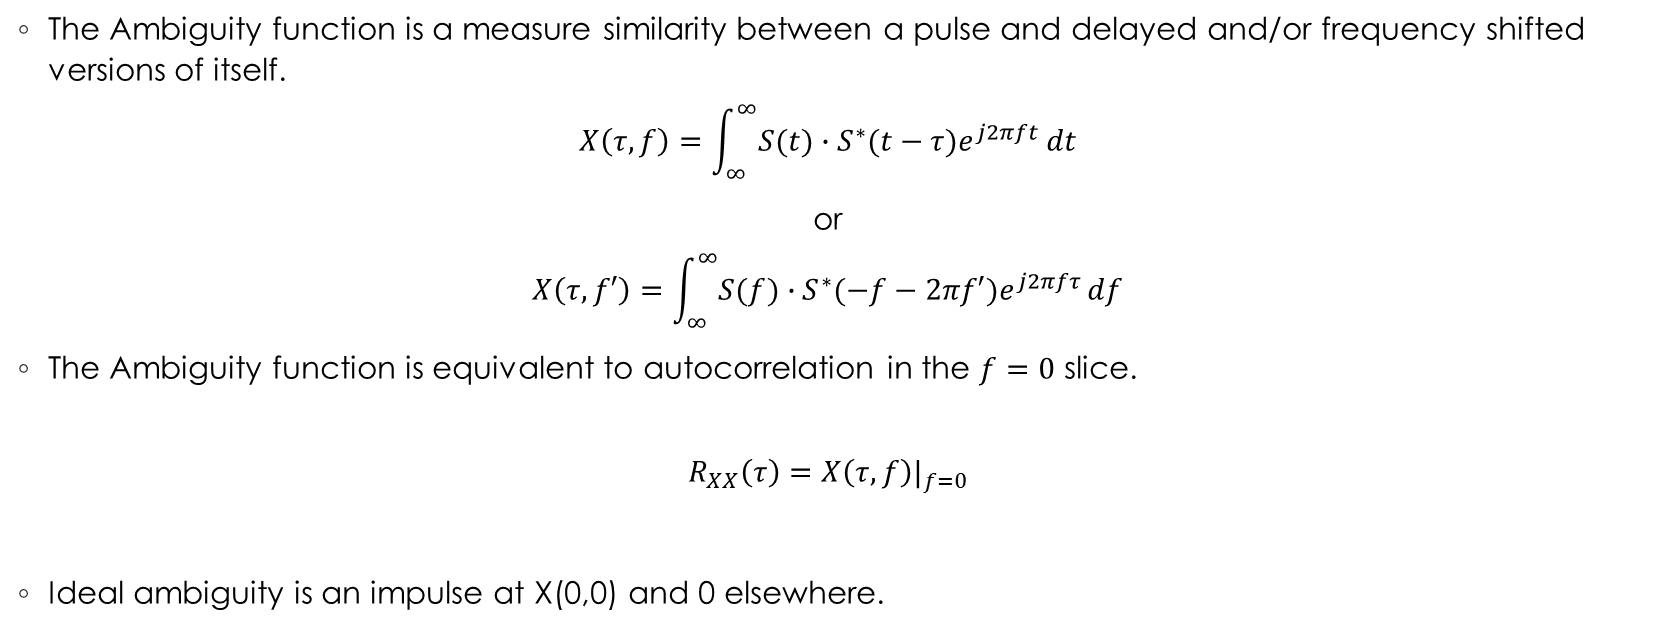 ◦ The Ambiguity function is a measure similarity between a pulse and delayed and/or frequency shifted
versions of itself.
X(τ, f) = ∫_∞^∞ S(t) · S*(t − τ)e^{j2πft} dt
or
X(τ, f′) = ∫_∞^∞ S(f) · S*(−f − 2πf′)e^{j2πfτ} df
◦ The Ambiguity function is equivalent to autocorrelation in the f = 0 slice.
R_{XX}(τ) = X(τ, f)|_{f=0}
◦ Ideal ambiguity is an impulse at X(0,0) and 0 elsewhere.